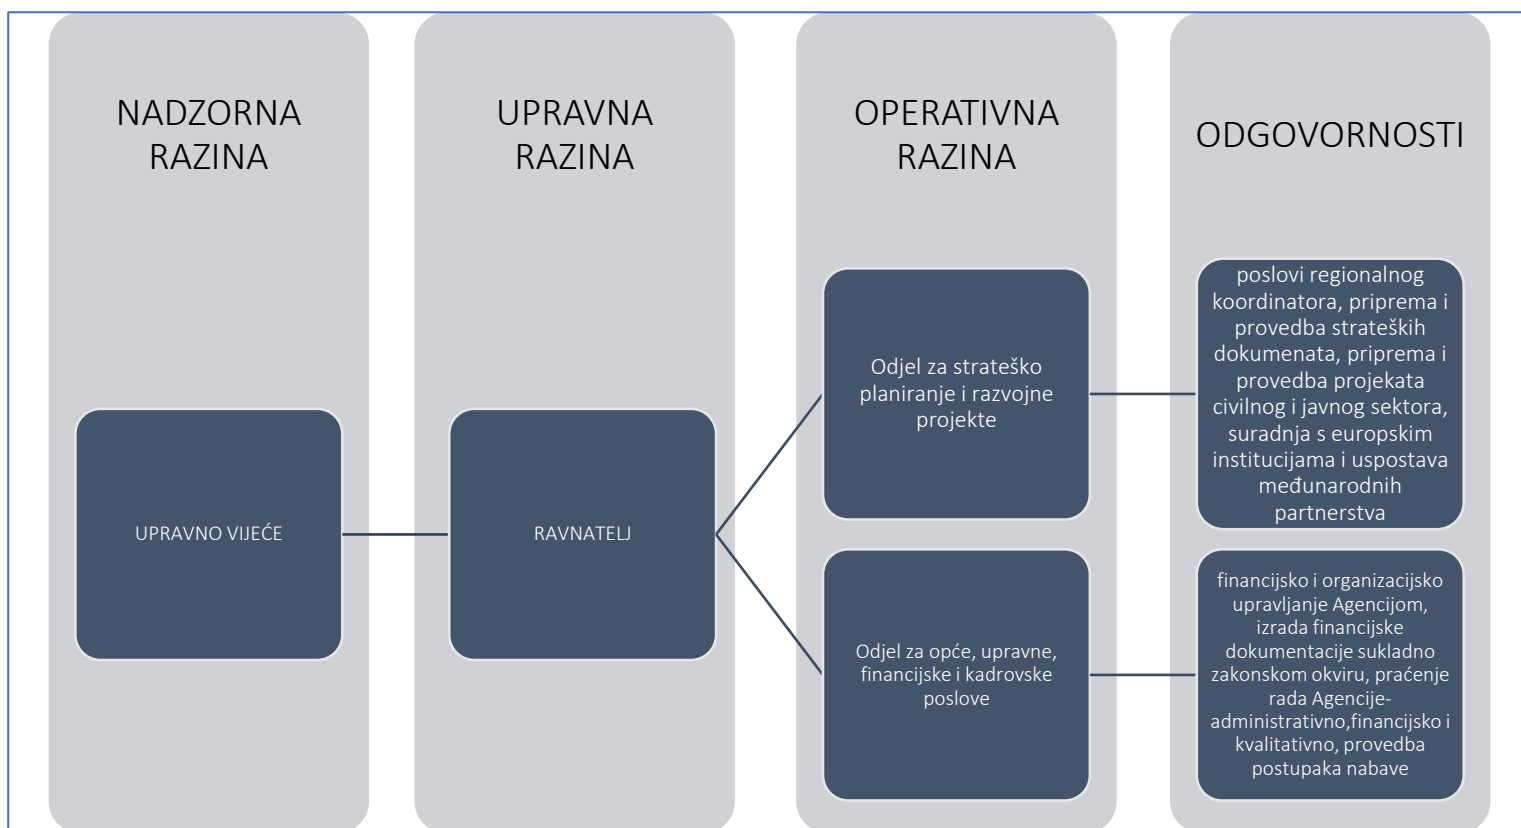 NADZORNA
RAZINA
UPRAVNA
RAZINA
OPERATIVNA
RAZINA
ODGOVORNOSTI
UPRAVNO VIJEĆE
RAVNATELJ
Odjel za strateško
planiranje i razvojne
projekte
poslovi regionalnog
koordinatora, priprema i
provedba strateških
dokumenata, priprema i
provedba projekata
civilnog i javnog sektora,
suradnja s europskim
institucijama i uspostava
međunarodnih
partnerstva
Odjel za opće, upravne,
financijske i kadrovske
poslove
financijsko i organizacijsko
upravljanje Agencijom,
izrada financijske
dokumentacije sukladno
zakonskom okviru, praćenje
rada Agencije-
administrativno,financijsko i
kvalitativno, provedba
postupaka nabave